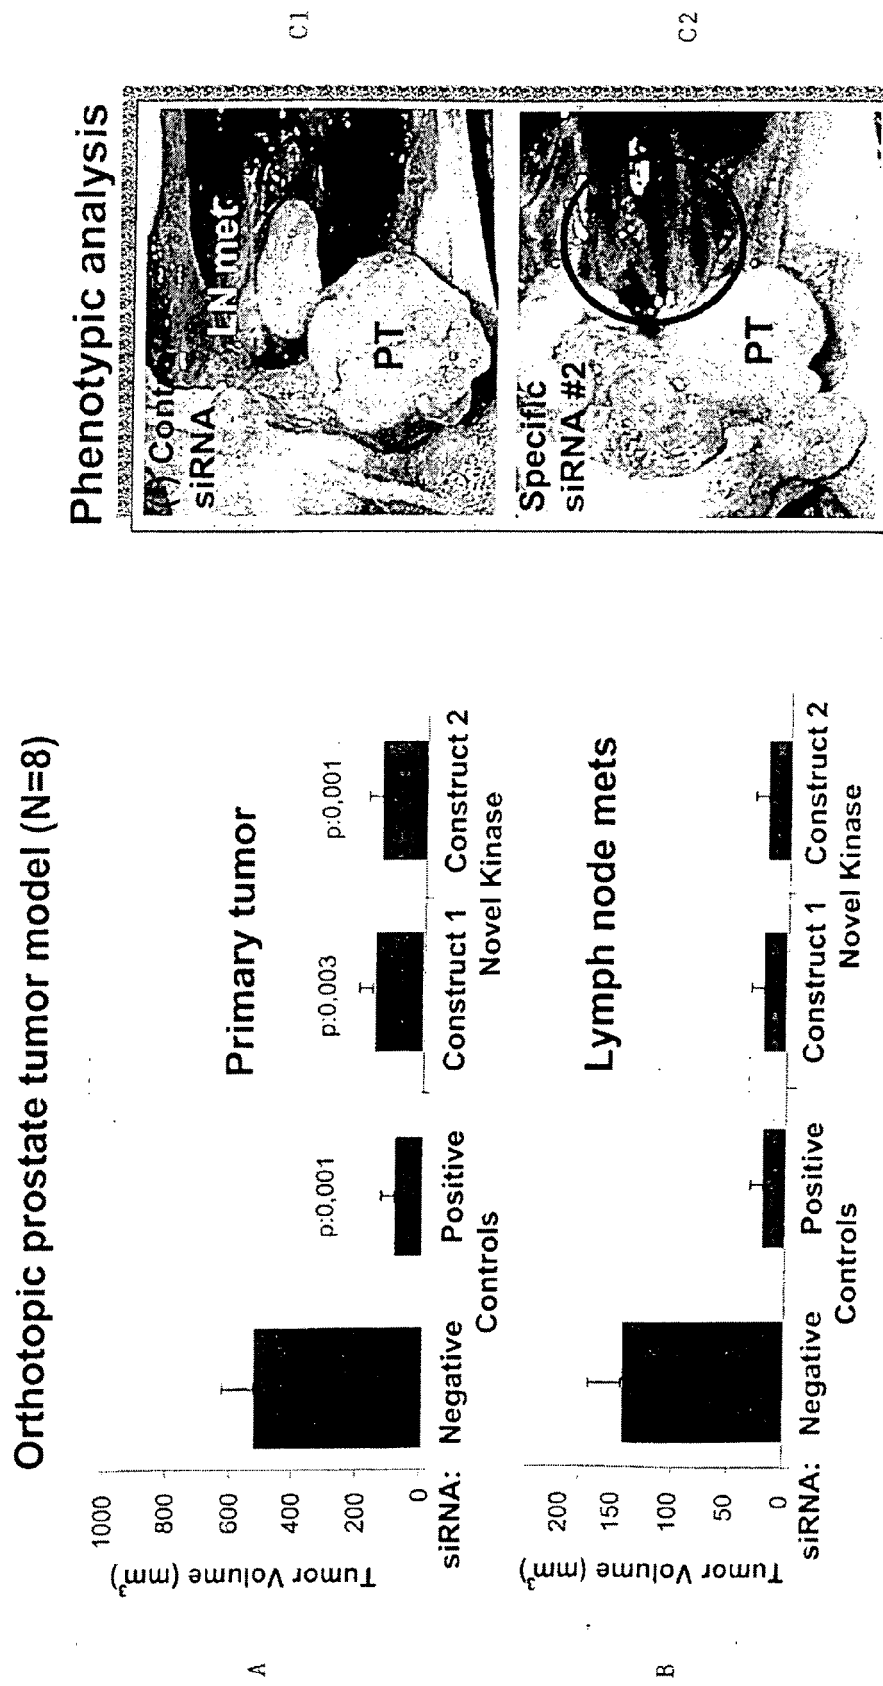 Orthotopic prostate tumor model (N=8)
A
Tumor Volume (mm3)
1000
800
600
400
200
0
Primary tumor
p:0,001
p:0,003
p:0,001
siRNA: Negative Positive Construct 1 Construct 2
Controls Novel Kinase
B
Tumor Volume (mm3)
200
150
100
50
0
Lymph node mets
siRNA: Negative Positive Construct 1 Construct 2
Controls Novel Kinase
Phenotypic analysis
siRNA
LN met
PT
C1
Specific
siRNA #2
PT
C2